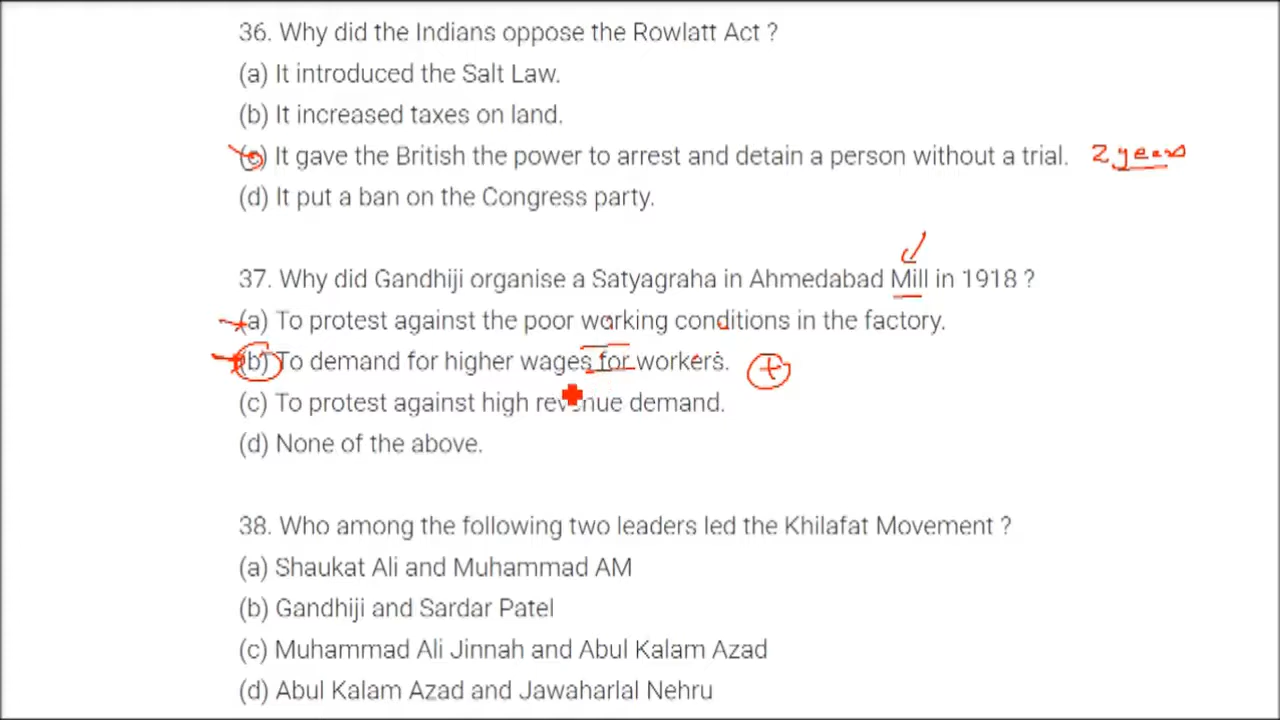 36. Why did the Indians oppose the Rowlatt Act ?
(a) It introduced the Salt Law.
(b) It increased taxes on land.
(c) It gave the British the power to arrest and detain a person without a trial. 2 years
(d) It put a ban on the Congress party.
37. Why did Gandhiji organise a Satyagraha in Ahmedabad Mill in 1918 ?
(a) To protest against the poor working conditions in the factory.
(b) To demand for higher wages for workers. +
(c) To protest against high revenue demand.
(d) None of the above.
38. Who among the following two leaders led the Khilafat Movement ?
(a) Shaukat Ali and Muhammad AM
(b) Gandhiji and Sardar Patel
(c) Muhammad Ali Jinnah and Abul Kalam Azad
(d) Abul Kalam Azad and Jawaharlal Nehru